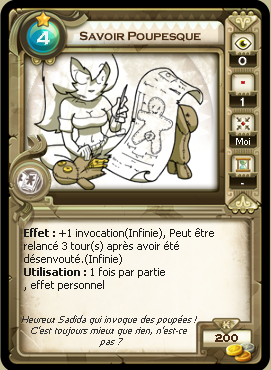 Savoir Poupesque
4
0
1
Moi
-
Effet : +1 invocation(Infinie), Peut être
relancé 3 tour(s) après avoir été
désenvouté.(Infinie)
Utilisation : 1 fois par partie
, effet personnel
Heureux Sadida qui invoque des poupées !
C'est toujours mieux que rien, n'est-ce
pas ?
K
200